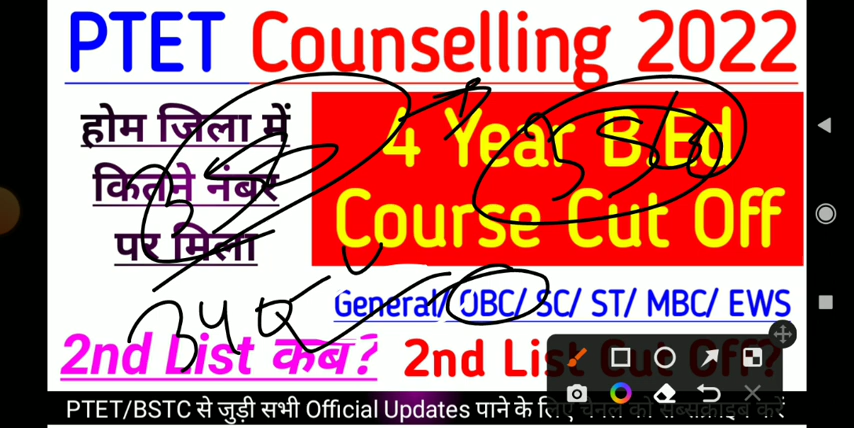 PTET Counselling 2022
होम जिला में
कितने नंबर
पर मिला
4 Year B.Ed
Course Cut Off
General/ OBC/ SC/ ST/ MBC/ EWS
2nd List कब?
2nd List Cut Off?
PTET/BSTC से जुड़ी सभी Official Updates पाने के लिए चैनल को सब्सक्राइब करें